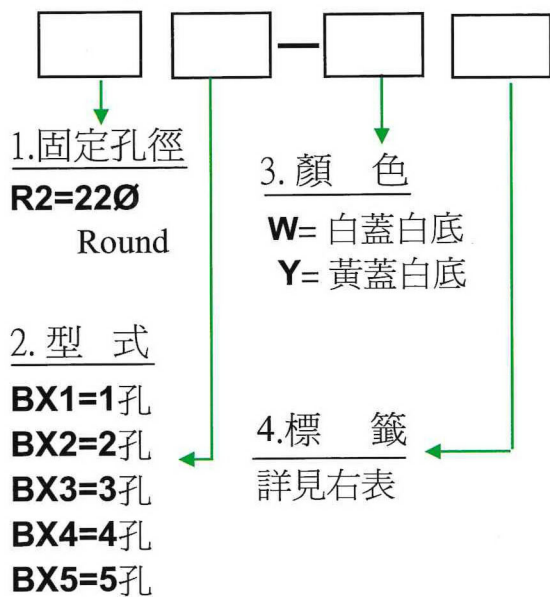 1.固定孔徑
R2=22Ø
Round
2.型 式
BX1=1孔
BX2=2孔
BX3=3孔
BX4=4孔
BX5=5孔
3.顏 色
W= 白蓋白底
Y= 黃蓋白底
4.標 籤
詳見右表